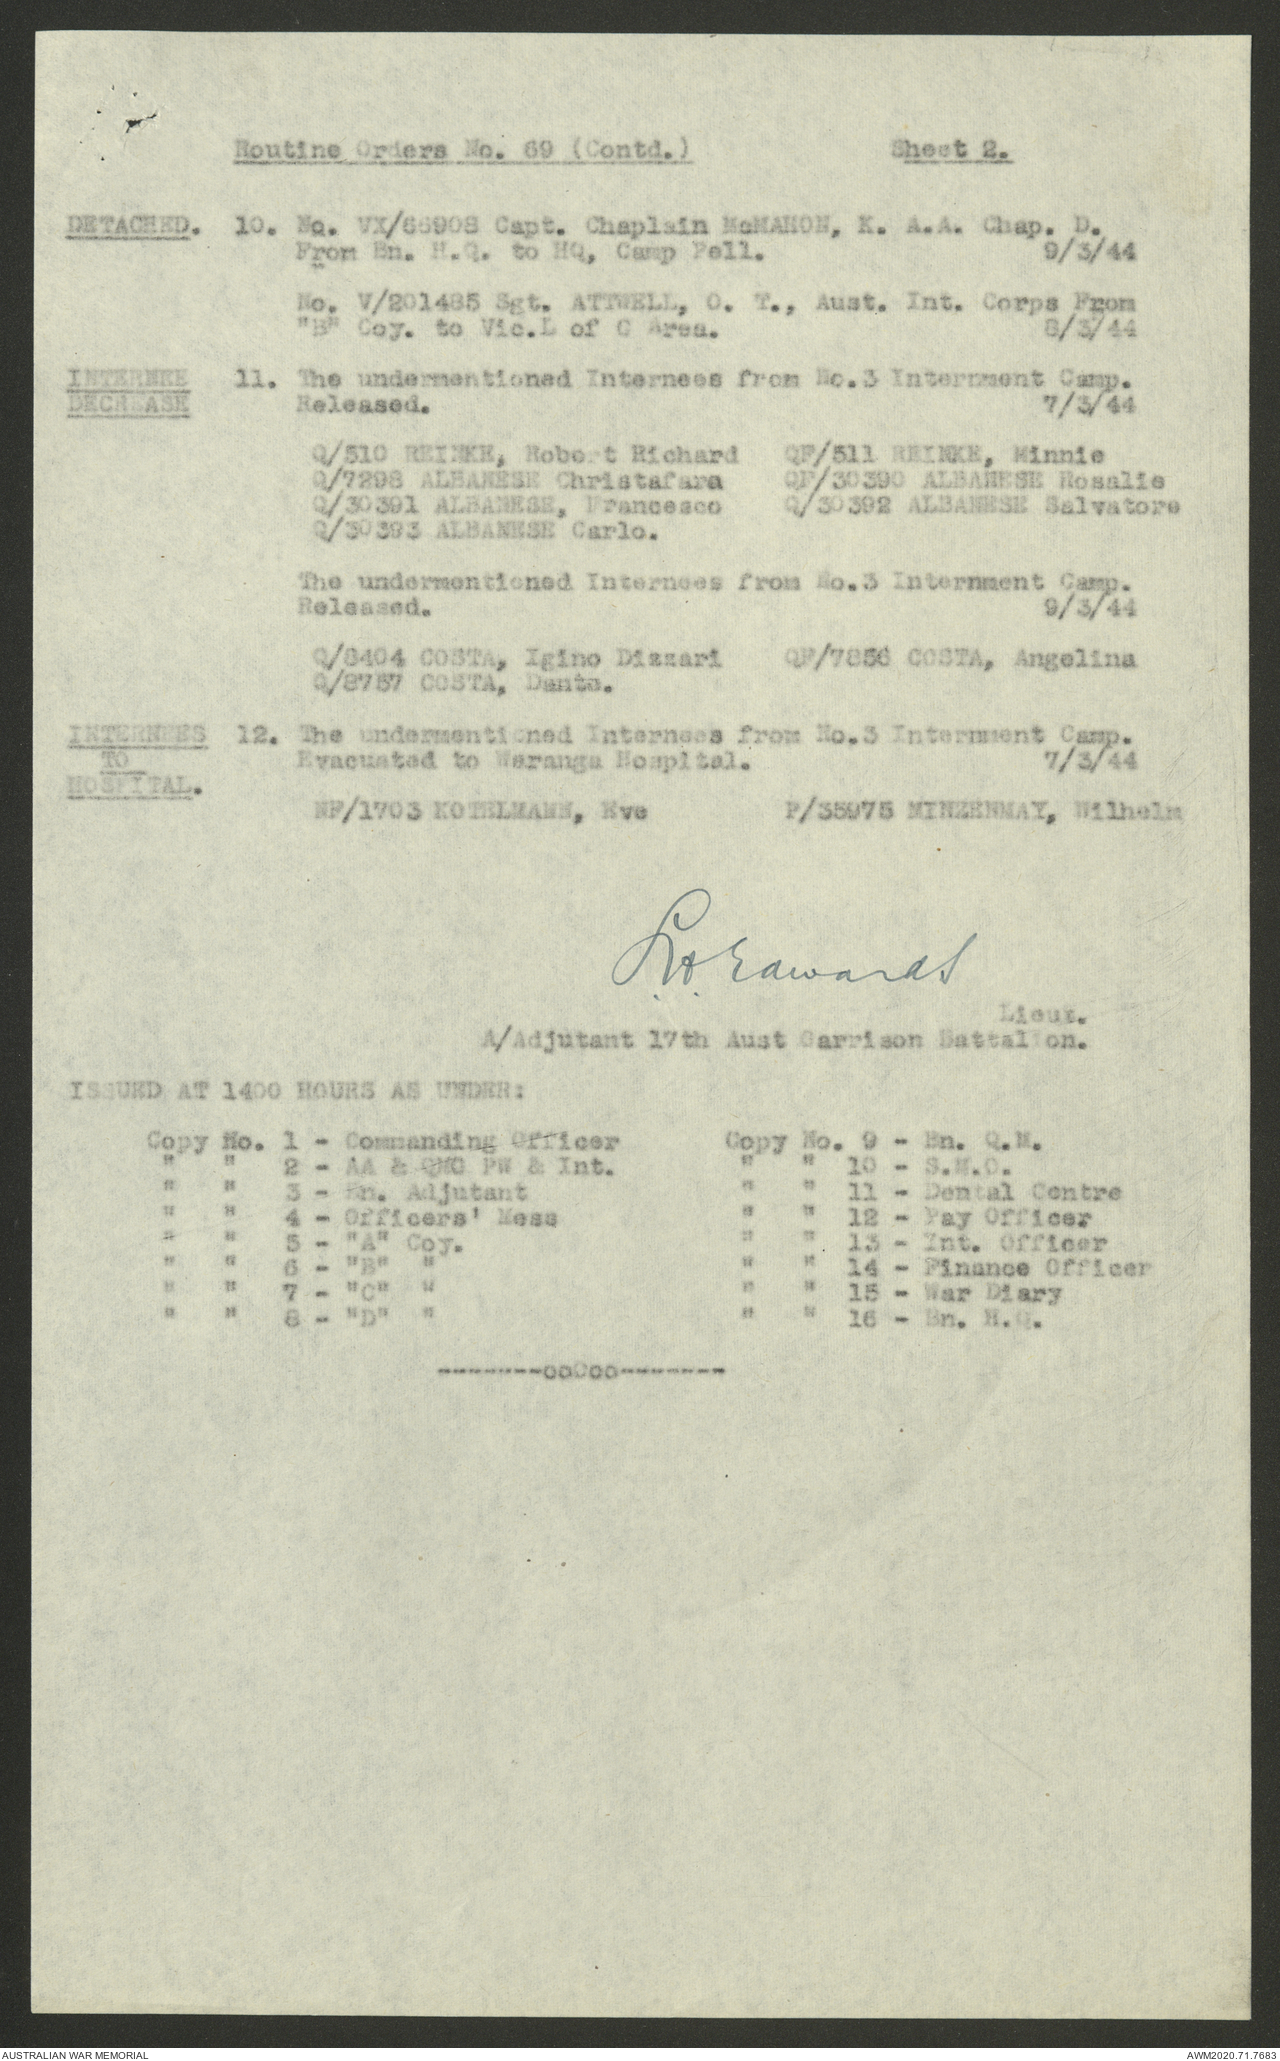 Routine Orders No. 69 (Contd.) Sheet 2.
DETACHED. 10. No. VX/66908 Capt. Chaplain McMAHON, K. A.A. Chap. D.
From Bn. H.Q. to HQ, Camp Pell. 9/3/44
No. V/201485 Sgt. ATTWELL, O. T., Aust. Int. Corps From
"B" Coy. to Vic.L of C Area. 8/3/44
INTERNEE 11. The undermentioned Internees from No.3 Internment Camp.
DECREASE Released. 7/3/44
Q/510 REINKE, Robert Richard QF/511 REINKE, Minnie
Q/7298 ALBANESE Christafara QF/30390 ALBANESE Rosalie
Q/30391 ALBANESE, Francesco Q/30392 ALBANESE Salvatore
Q/30393 ALBANESE Carlo.
The undermentioned Internees from No.3 Internment Camp.
Released. 9/3/44
Q/8404 COSTA, Igino Dizzari QF/7856 COSTA, Angelina
Q/8757 COSTA, Dante.
INTERNEES 12. The undermentioned Internees from No.3 Internment Camp.
TO Evacuated to Waranga Hospital. 7/3/44
HOSPITAL.
NF/1703 KOTELMANN, Eve P/35975 MINZENMAY, Wilhelm
L.H. Edwards
Lieut.
A/Adjutant 17th Aust Garrison Battalion.
ISSUED AT 1400 HOURS AS UNDER:
Copy No. 1 - Commanding Officer Copy No. 9 - Bn. Q.M.
" " 2 - AA & QMG PW & Int. " " 10 - S.M.O.
" " 3 - Bn. Adjutant " " 11 - Dental Centre
" " 4 - Officers' Mess " " 12 - Pay Officer
" " 5 - "A" Coy. " " 13 - Int. Officer
" " 6 - "B" " " " 14 - Finance Officer
" " 7 - "C" " " " 15 - War Diary
" " 8 - "D" " " " 16 - Bn. H.Q.
-------ooOoo-------
AUSTRALIAN WAR MEMORIAL AWM2020.71.7683